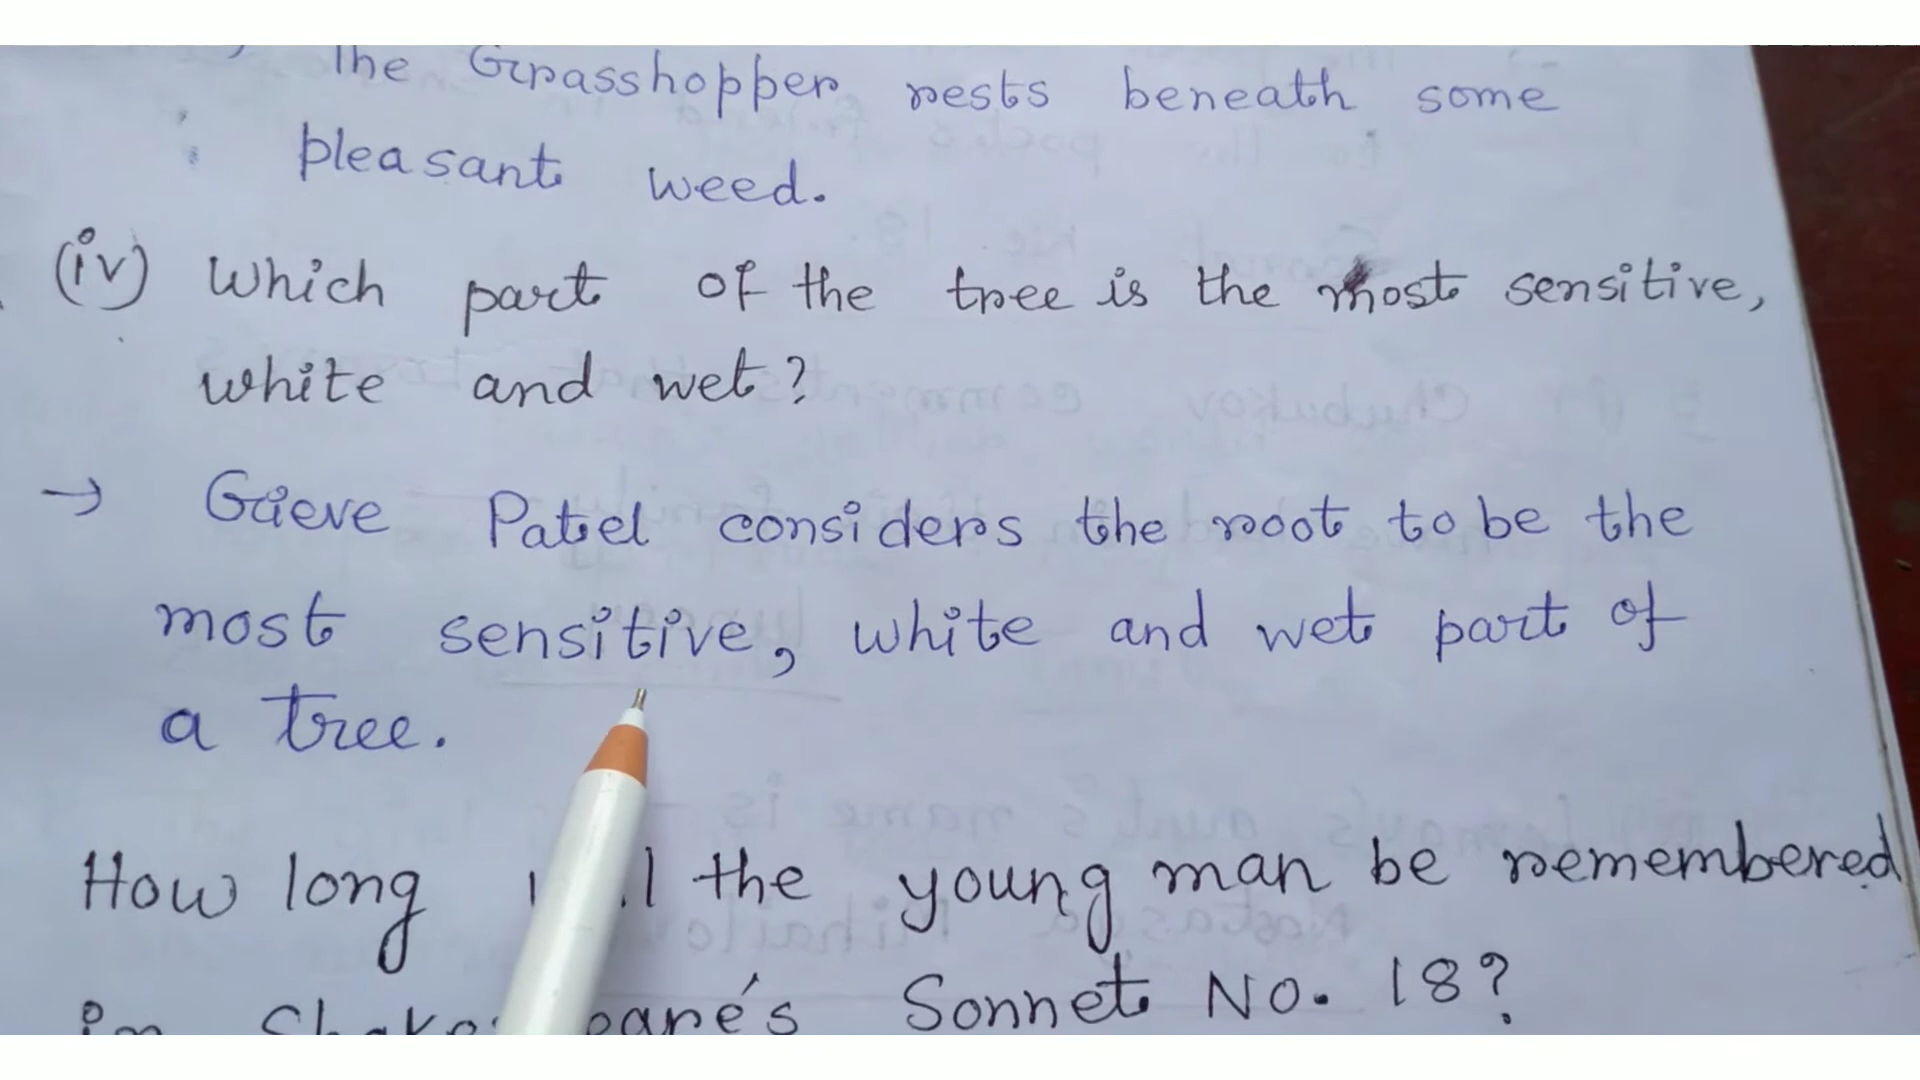 The Grasshopper rests beneath some
pleasant weed.
(iv) Which part of the tree is the most sensitive,
white and wet?
→ Gieve Patel considers the root to be the
most sensitive, white and wet part of
a tree.
How long the young man be remembered
in Sonnet No. 18?